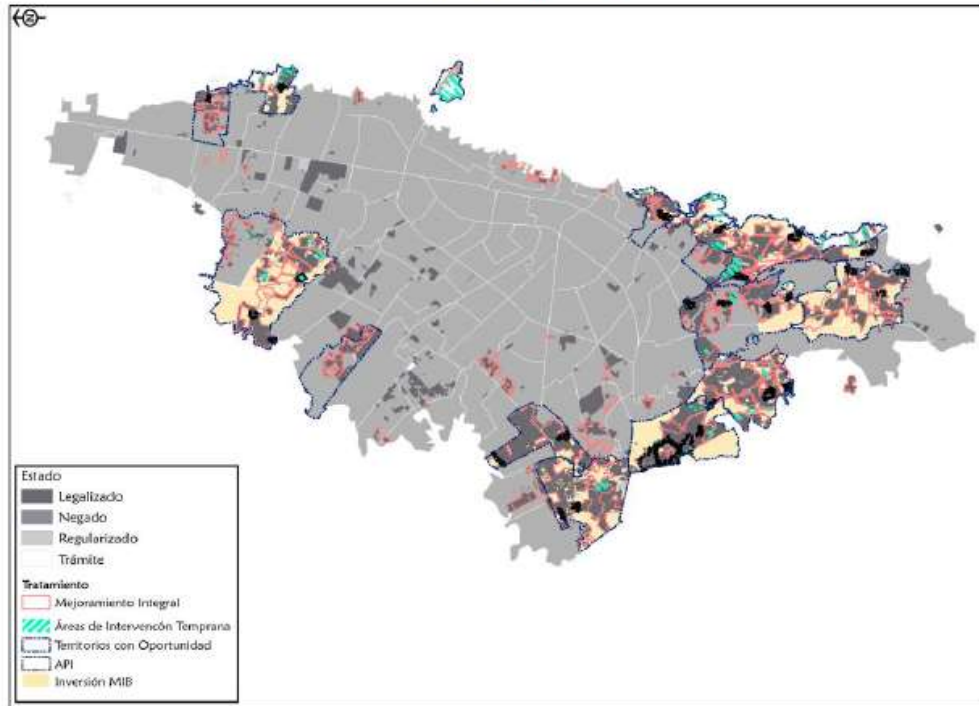 N
Estado
Legalizado
Negado
Regularizado
Trámite
Tratamiento
Mejoramiento Integral
Áreas de Intervencón Temprana
Territorios con Oportunidad
API
Inversión MIB